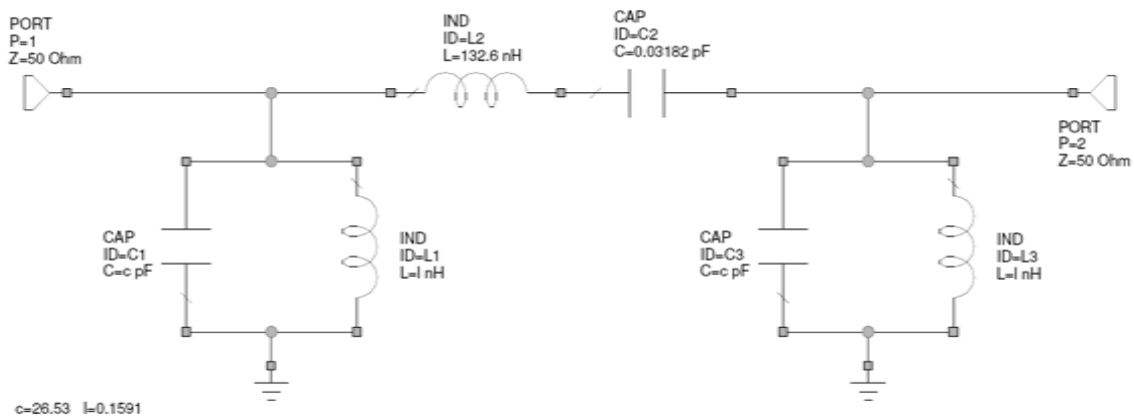 PORT
P=1
Z=50 Ohm
IND
ID=L2
L=132.6 nH
CAP
ID=C2
C=0.03182 pF
PORT
P=2
Z=50 Ohm
CAP
ID=C1
C=c pF
IND
ID=L1
L=l nH
CAP
ID=C3
C=c pF
IND
ID=L3
L=l nH
c=26.53 l=0.1591